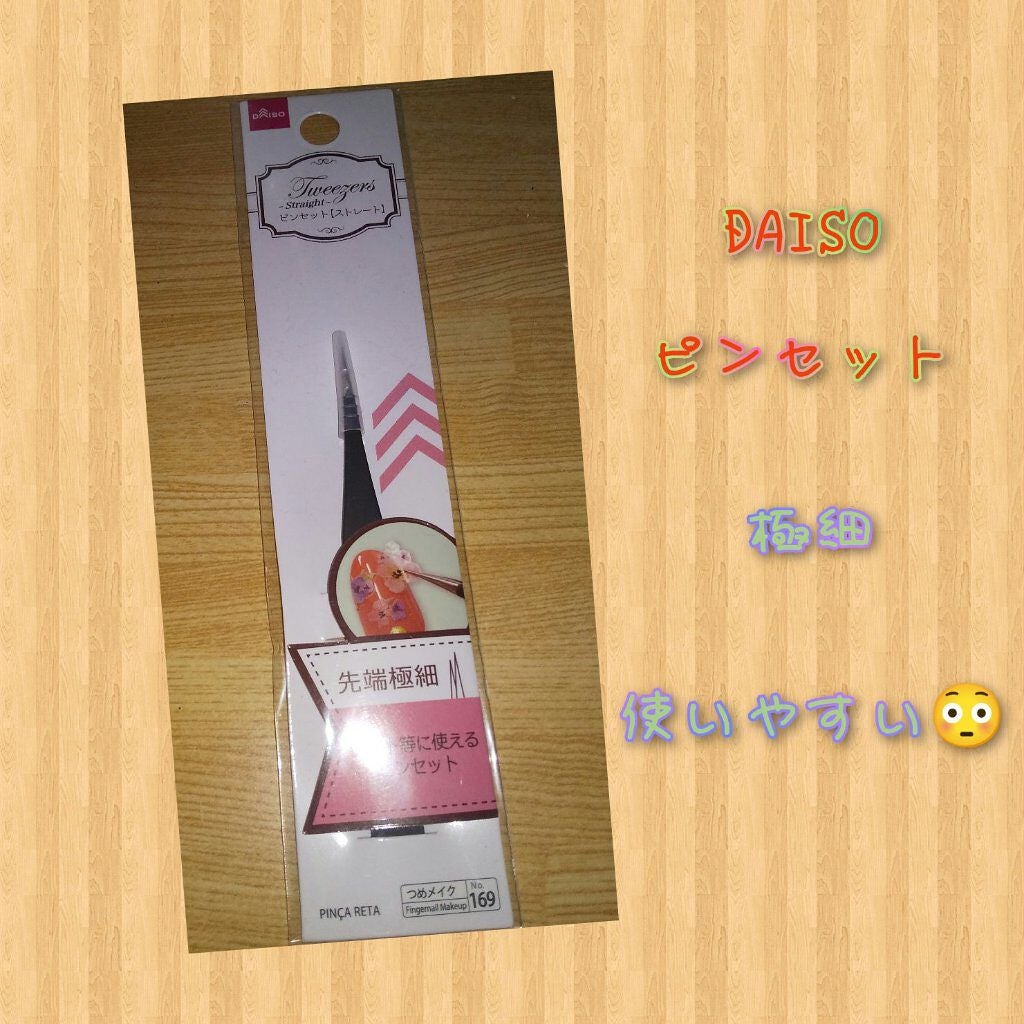 DAISO
Tweezers
~Straight~
ピンセット【ストレート】
先端極細
等に使える
ンセット
PINÇA RETA
つめメイク
Fingernail Makeup
No.
169
DAISO
ピンセット
極細
使いやすい😳